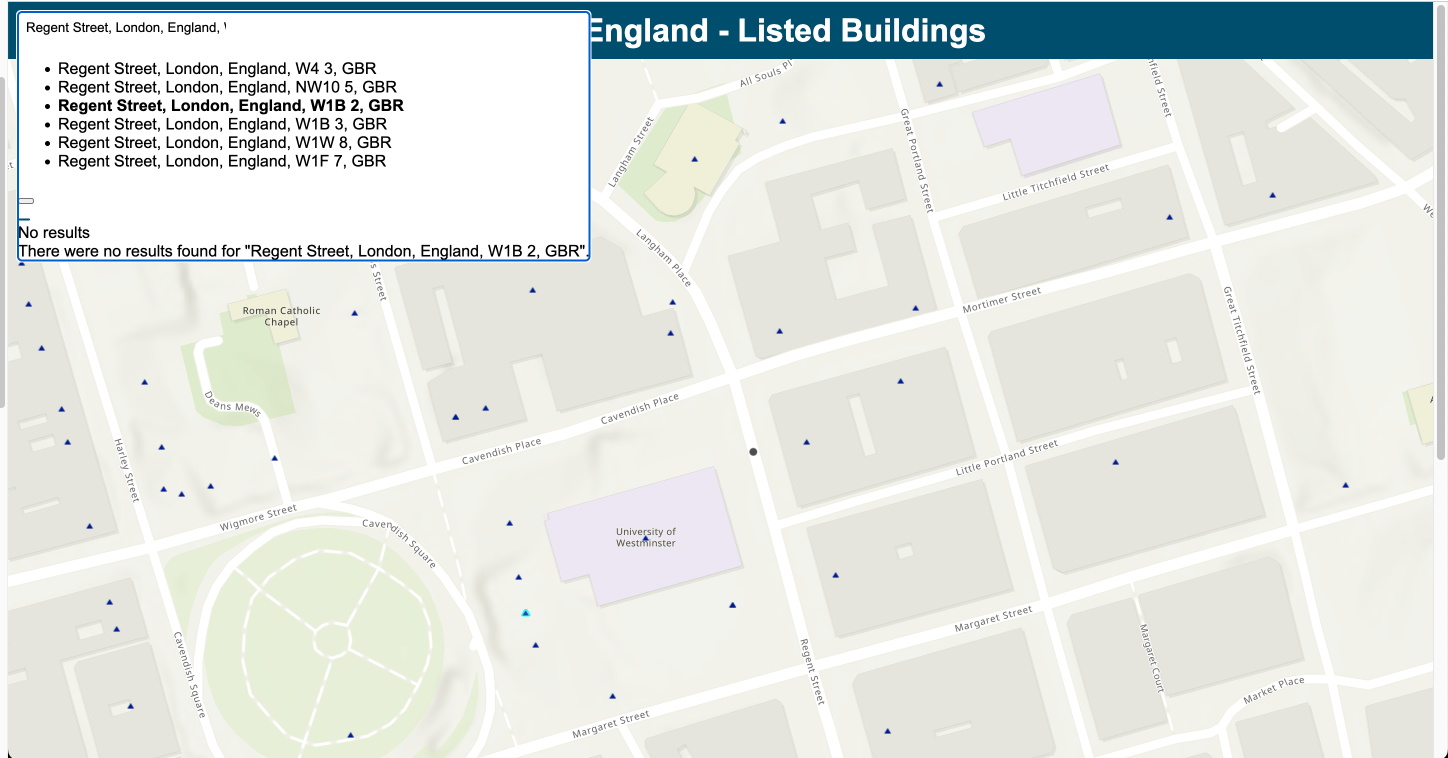 Regent Street, London, England,
England - Listed Buildings
Regent Street, London, England, W4 3, GBR
Regent Street, London, England, NW10 5, GBR
Regent Street, London, England, W1B 2, GBR
Regent Street, London, England, W1B 3, GBR
Regent Street, London, England, W1W 8, GBR
Regent Street, London, England, W1F 7, GBR
No results
There were no results found for "Regent Street, London, England, W1B 2, GBR".
All Souls Pl
Langham Street
Great Portland Street
Little Titchfield Street
Langham Place
Mortimer Street
Great Titchfield Street
Roman Catholic
Chapel
Deans Mews
Harley Street
Cavendish Place
Cavendish Place
Little Portland Street
Wigmore Street
Cavendish Square
University of
Westminster
Cavendish Square
Regent Street
Margaret Street
Margaret Court
Market Place
Margaret Street